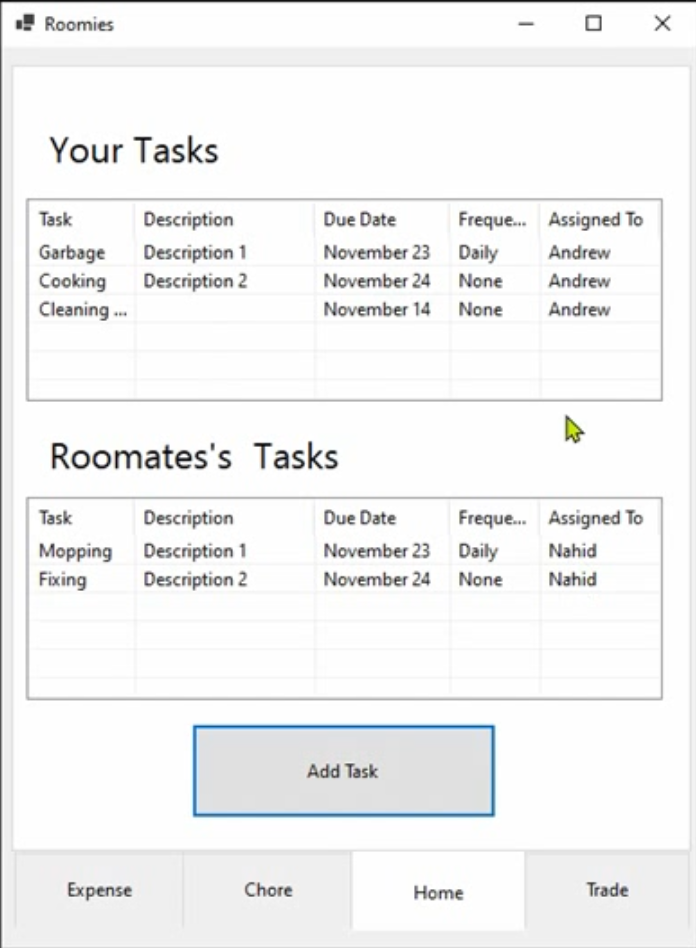 Roomies
Your Tasks
Task Description Due Date Freque... Assigned To
Garbage Description 1 November 23 Daily Andrew
Cooking Description 2 November 24 None Andrew
Cleaning ... November 14 None Andrew
Roomates's Tasks
Task Description Due Date Freque... Assigned To
Mopping Description 1 November 23 Daily Nahid
Fixing Description 2 November 24 None Nahid
Add Task
Expense Chore Home Trade